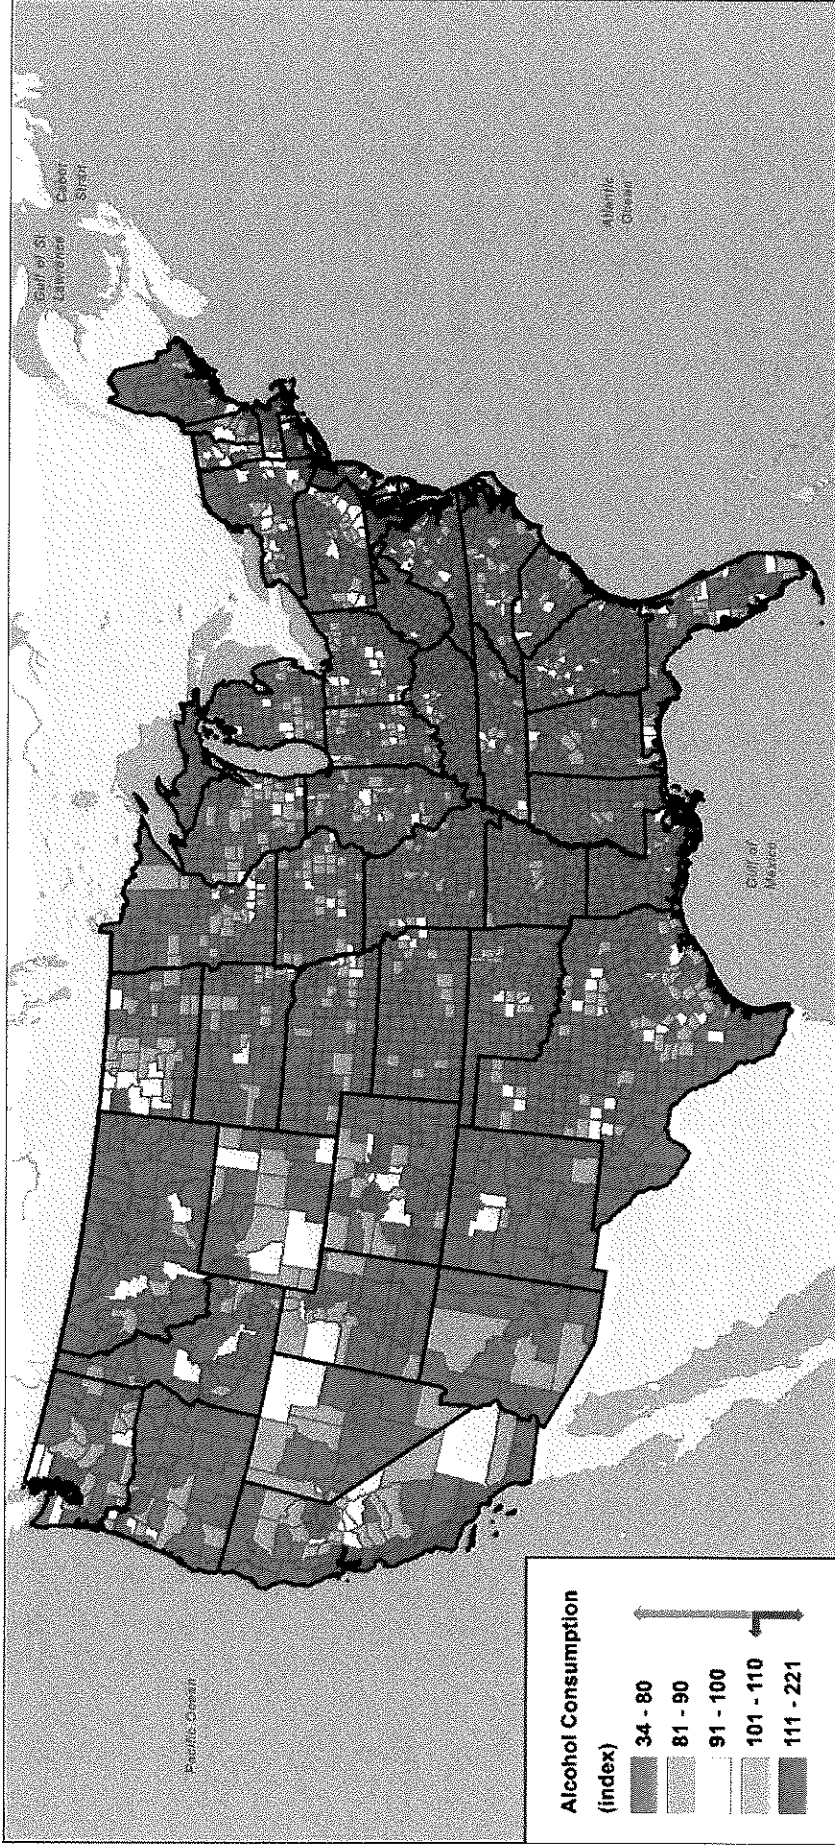 Gulf of St
Lawrence
Cabot
Strait
Atlantic
Ocean
Pacific Ocean
Gulf of
Mexico
Alcohol Consumption
(index)
34 - 80
81 - 90
91 - 100
101 - 110
111 - 221